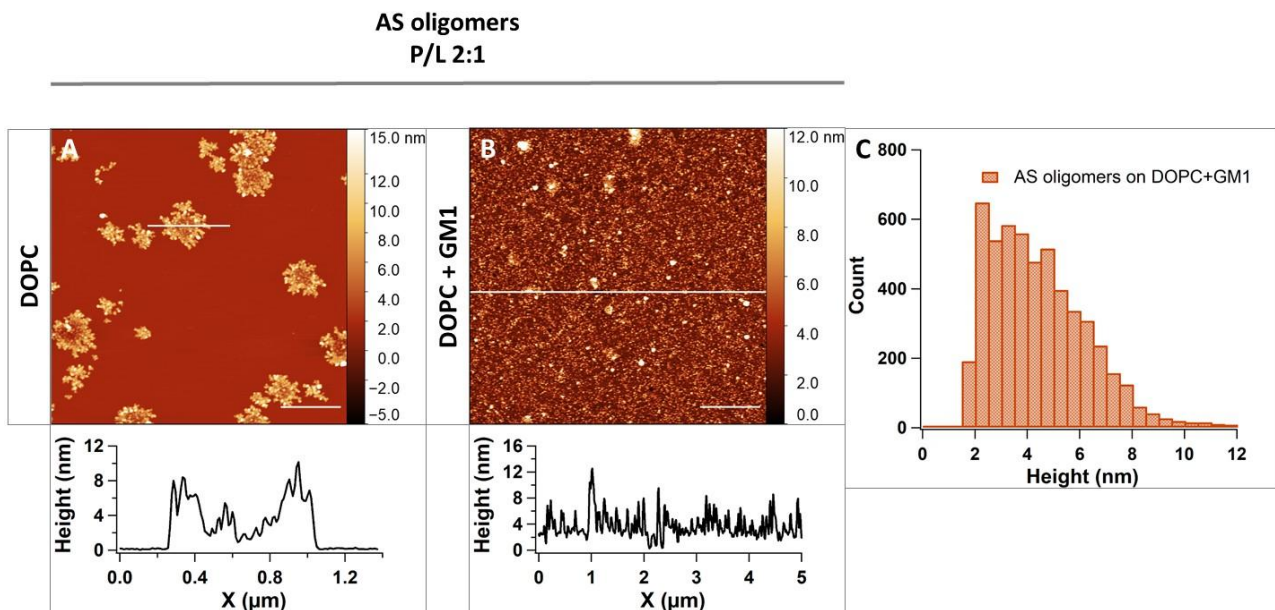 AS oligomers
P/L 2:1
DOPC
A
15.0 nm
12.0
10.0
8.0
6.0
4.0
2.0
0.0
−2.0
−5.0
DOPC + GM1
B
12.0 nm
10.0
8.0
6.0
4.0
2.0
0.0
C
AS oligomers on DOPC+GM1
Count
800
600
400
200
0
0 2 4 6 8 10 12
Height (nm)
Height (nm)
12
8
4
0
0.0 0.4 0.8 1.2
X (µm)
Height (nm)
16
12
8
4
0
0 1 2 3 4 5
X (µm)